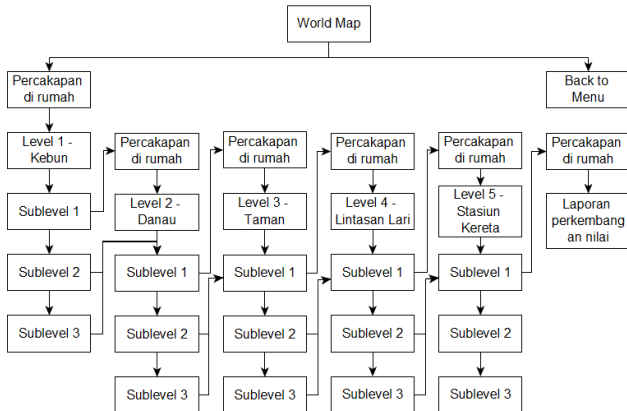 World Map
Percakapan
di rumah
Back to
Menu
Level 1 -
Kebun
Sublevel 1
Sublevel 2
Sublevel 3
Percakapan
di rumah
Level 2 -
Danau
Sublevel 1
Sublevel 2
Sublevel 3
Percakapan
di rumah
Level 3 -
Taman
Sublevel 1
Sublevel 2
Sublevel 3
Percakapan
di rumah
Level 4 -
Lintasan Lari
Sublevel 1
Sublevel 2
Sublevel 3
Percakapan
di rumah
Level 5 -
Stasiun
Kereta
Sublevel 1
Sublevel 2
Sublevel 3
Percakapan
di rumah
Laporan
perkembang
an nilai